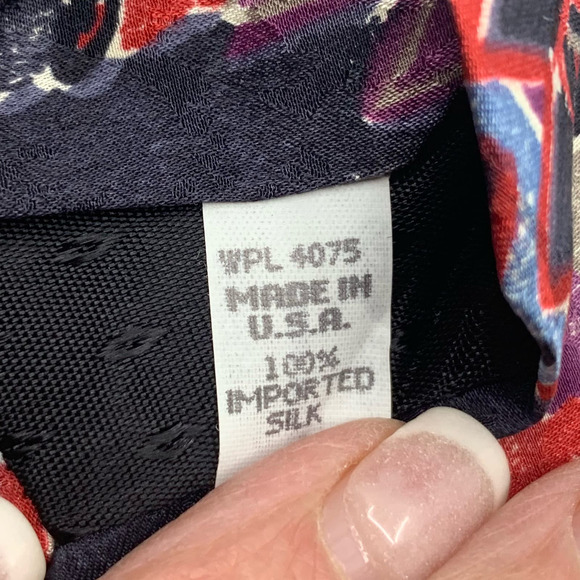 WPL 4075
MADE IN
U.S.A.
100%
IMPORTED
SILK